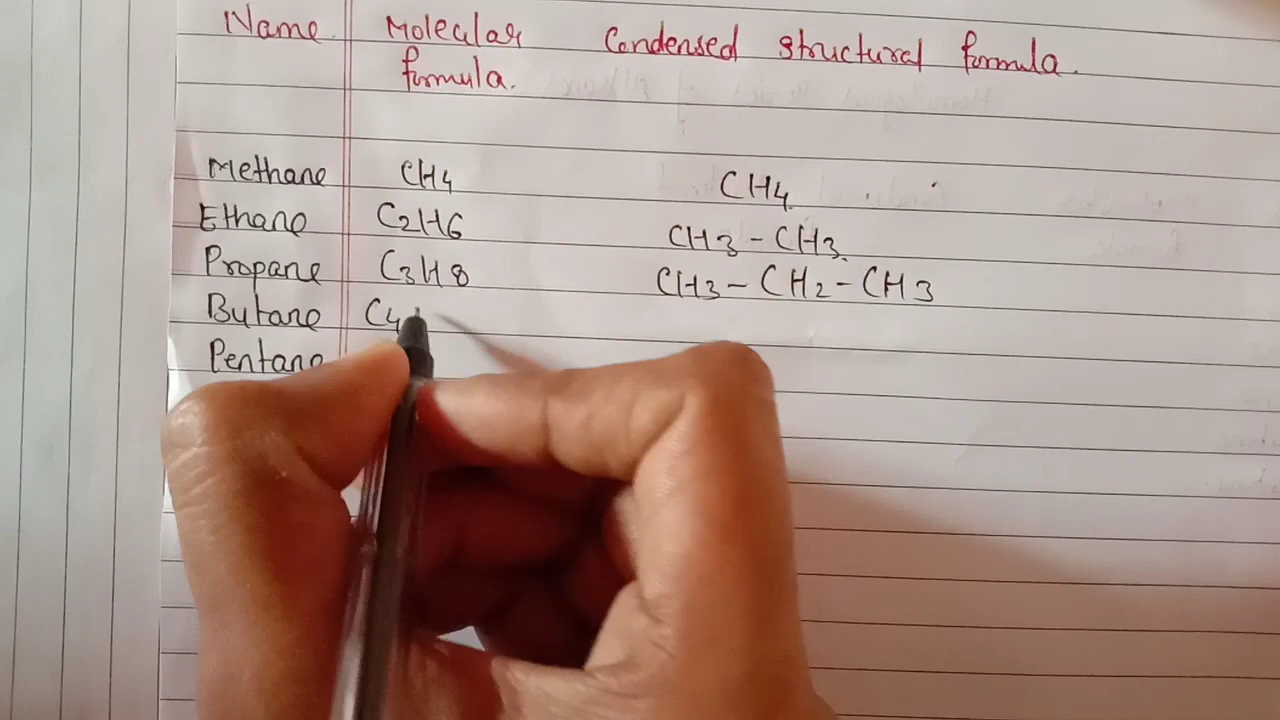 Name Molecular Condensed structural formula.
formula.
Methane CH4 CH4
Ethane C2H6 CH3-CH3
Propane C3H8 CH3-CH2-CH3
Butane C4
Pentane